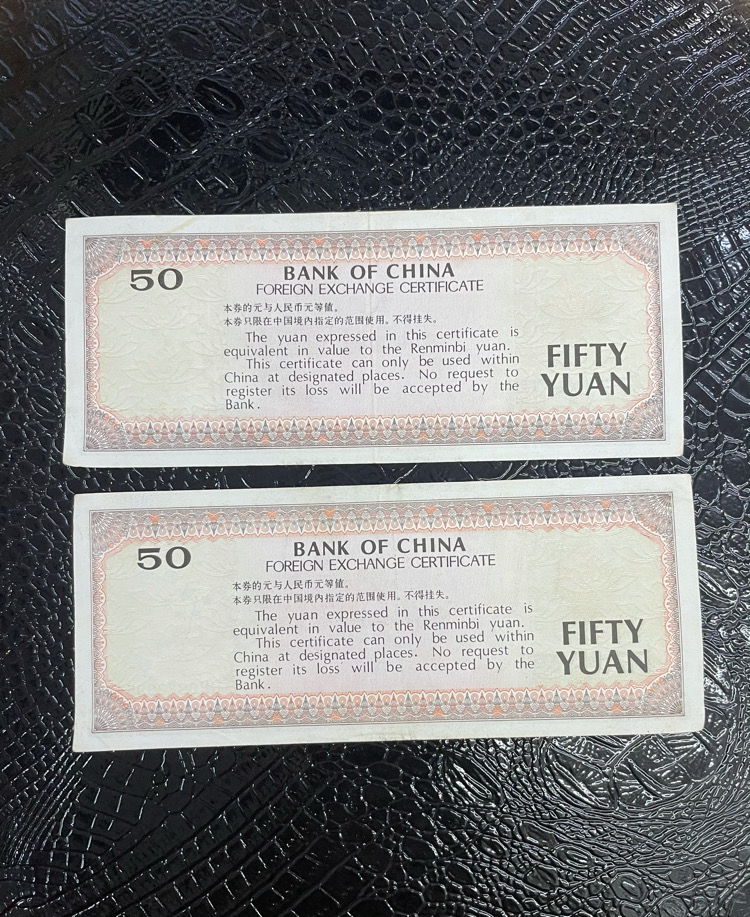 50
BANK OF CHINA
FOREIGN EXCHANGE CERTIFICATE
本券的元与人民币元等值。
本券只限在中国境内指定的范围使用。不得挂失。
The yuan expressed in this certificate is
equivalent in value to the Renminbi yuan.
This certificate can only be used within
China at designated places. No request to
register its loss will be accepted by the
Bank.
FIFTY
YUAN
50
BANK OF CHINA
FOREIGN EXCHANGE CERTIFICATE
本券的元与人民币元等值。
本券只限在中国境内指定的范围使用。不得挂失。
The yuan expressed in this certificate is
equivalent in value to the Renminbi yuan.
This certificate can only be used within
China at designated places. No request to
register its loss will be accepted by the
Bank.
FIFTY
YUAN